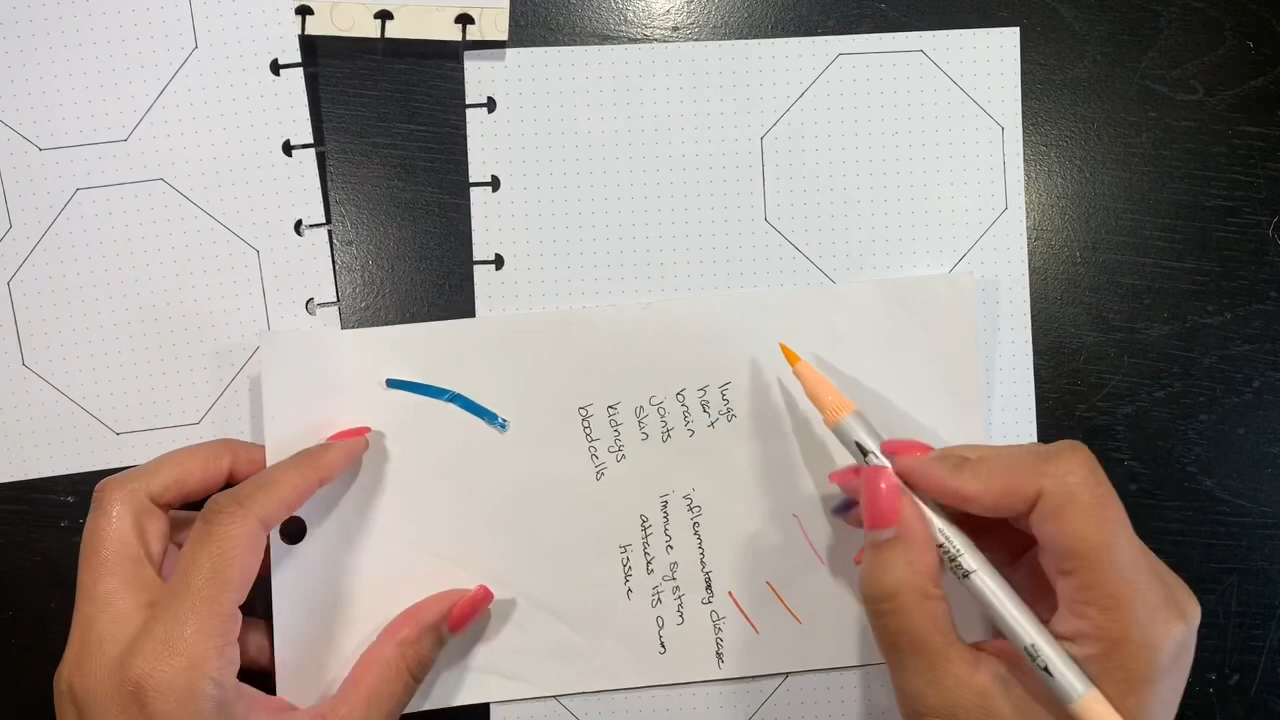 lungs
heart
brain
joints
skin
kidneys
bloodcells
inflammatory disease
immune system
attacks its own
tissue